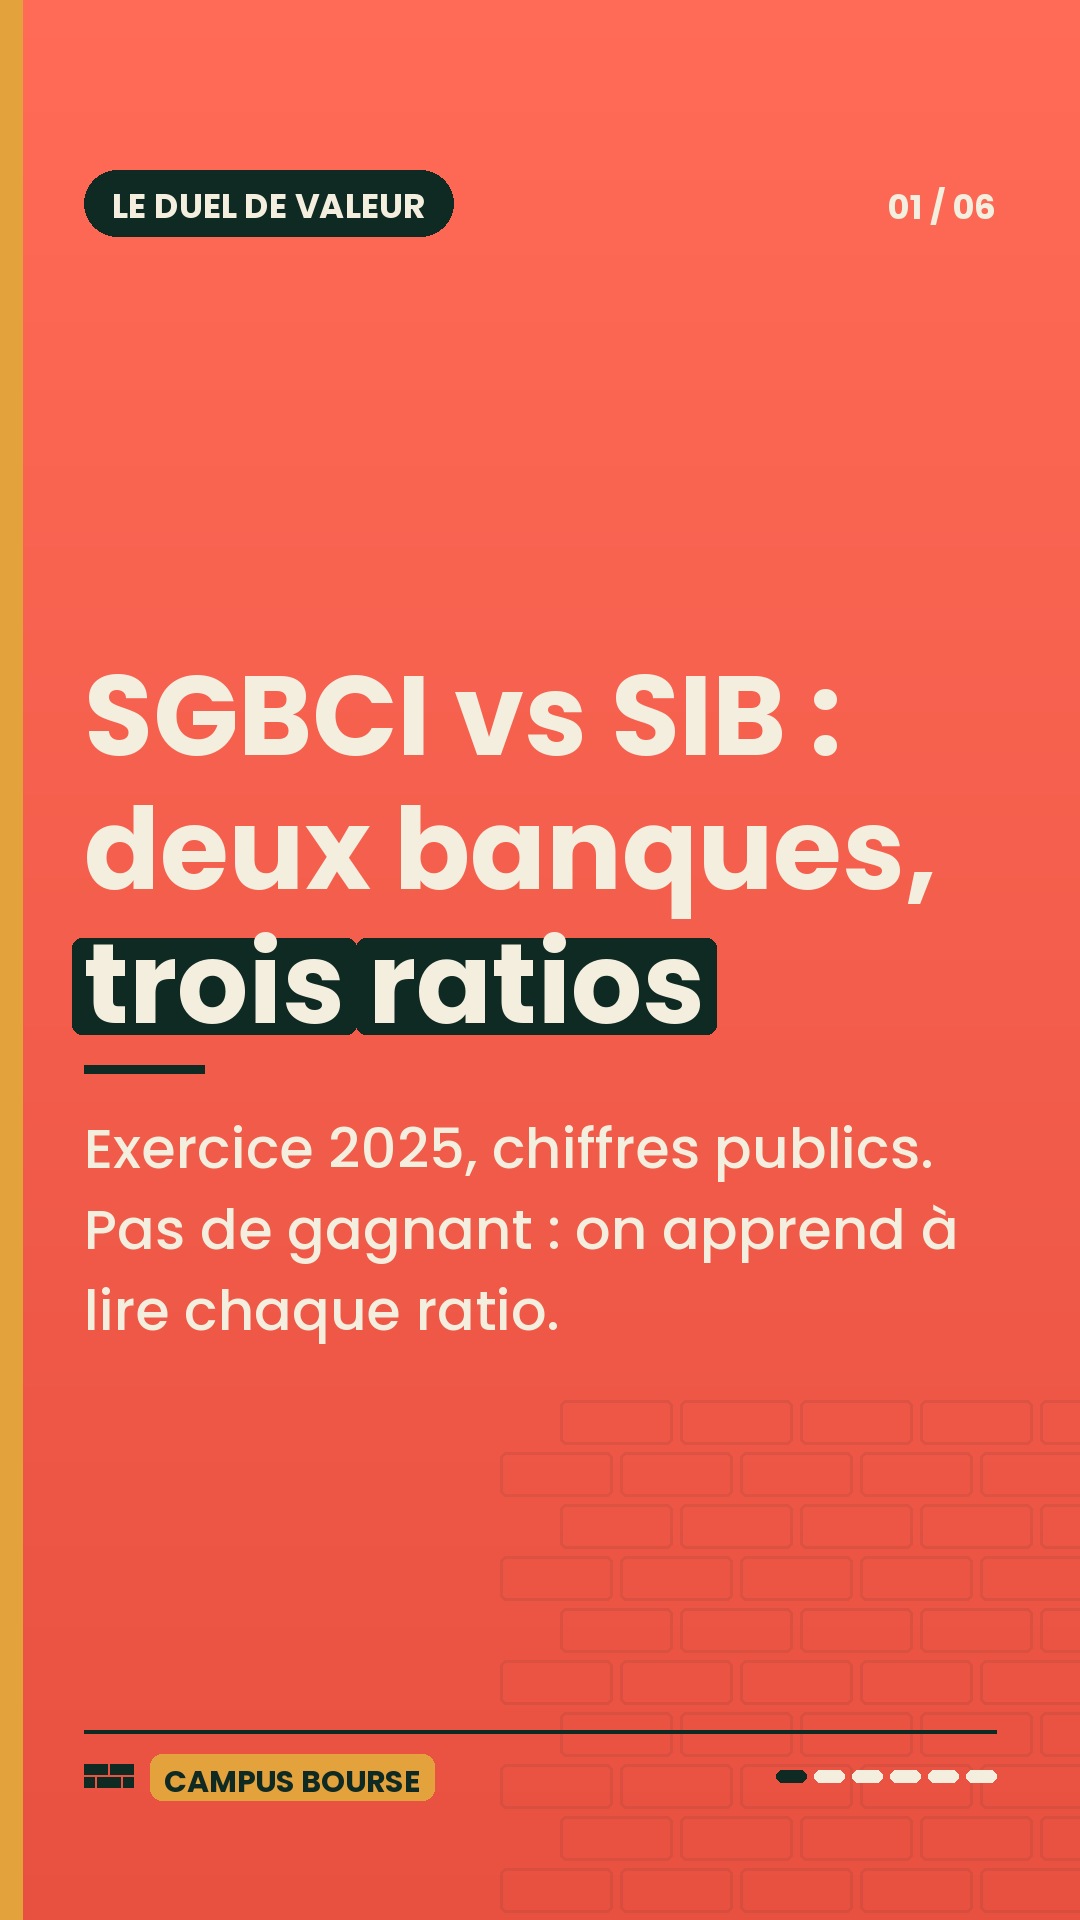 LE DUEL DE VALEUR
01 / 06
SGBCI vs SIB :
deux banques,
trois ratios
Exercice 2025, chiffres publics.
Pas de gagnant : on apprend à
lire chaque ratio.
CAMPUS BOURSE